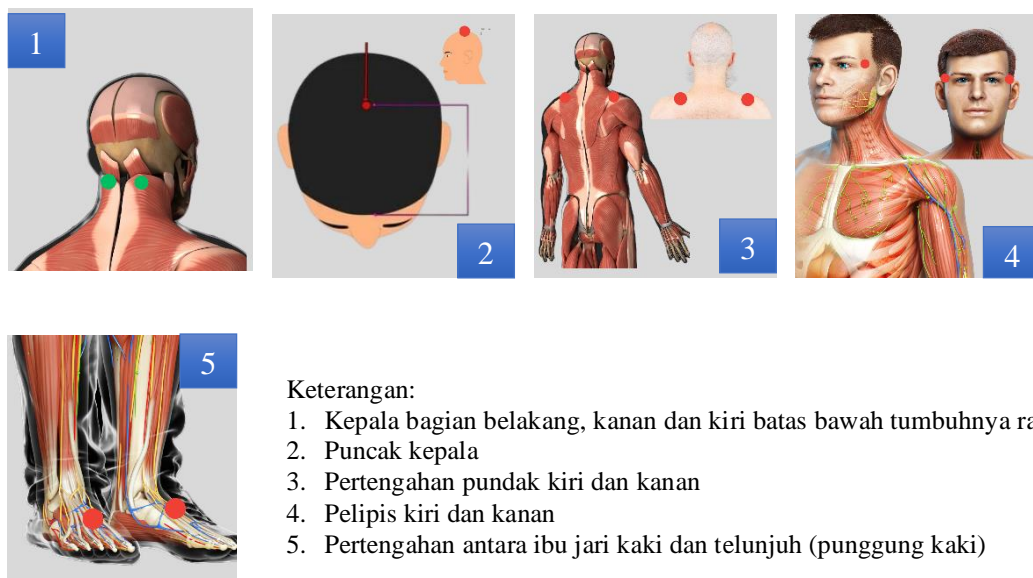 1
2
3
4
5
Keterangan:
1. Kepala bagian belakang, kanan dan kiri batas bawah tumbuhnya
2. Puncak kepala
3. Pertengahan pundak kiri dan kanan
4. Pelipis kiri dan kanan
5. Pertengahan antara ibu jari kaki dan telunjuh (punggung kaki)